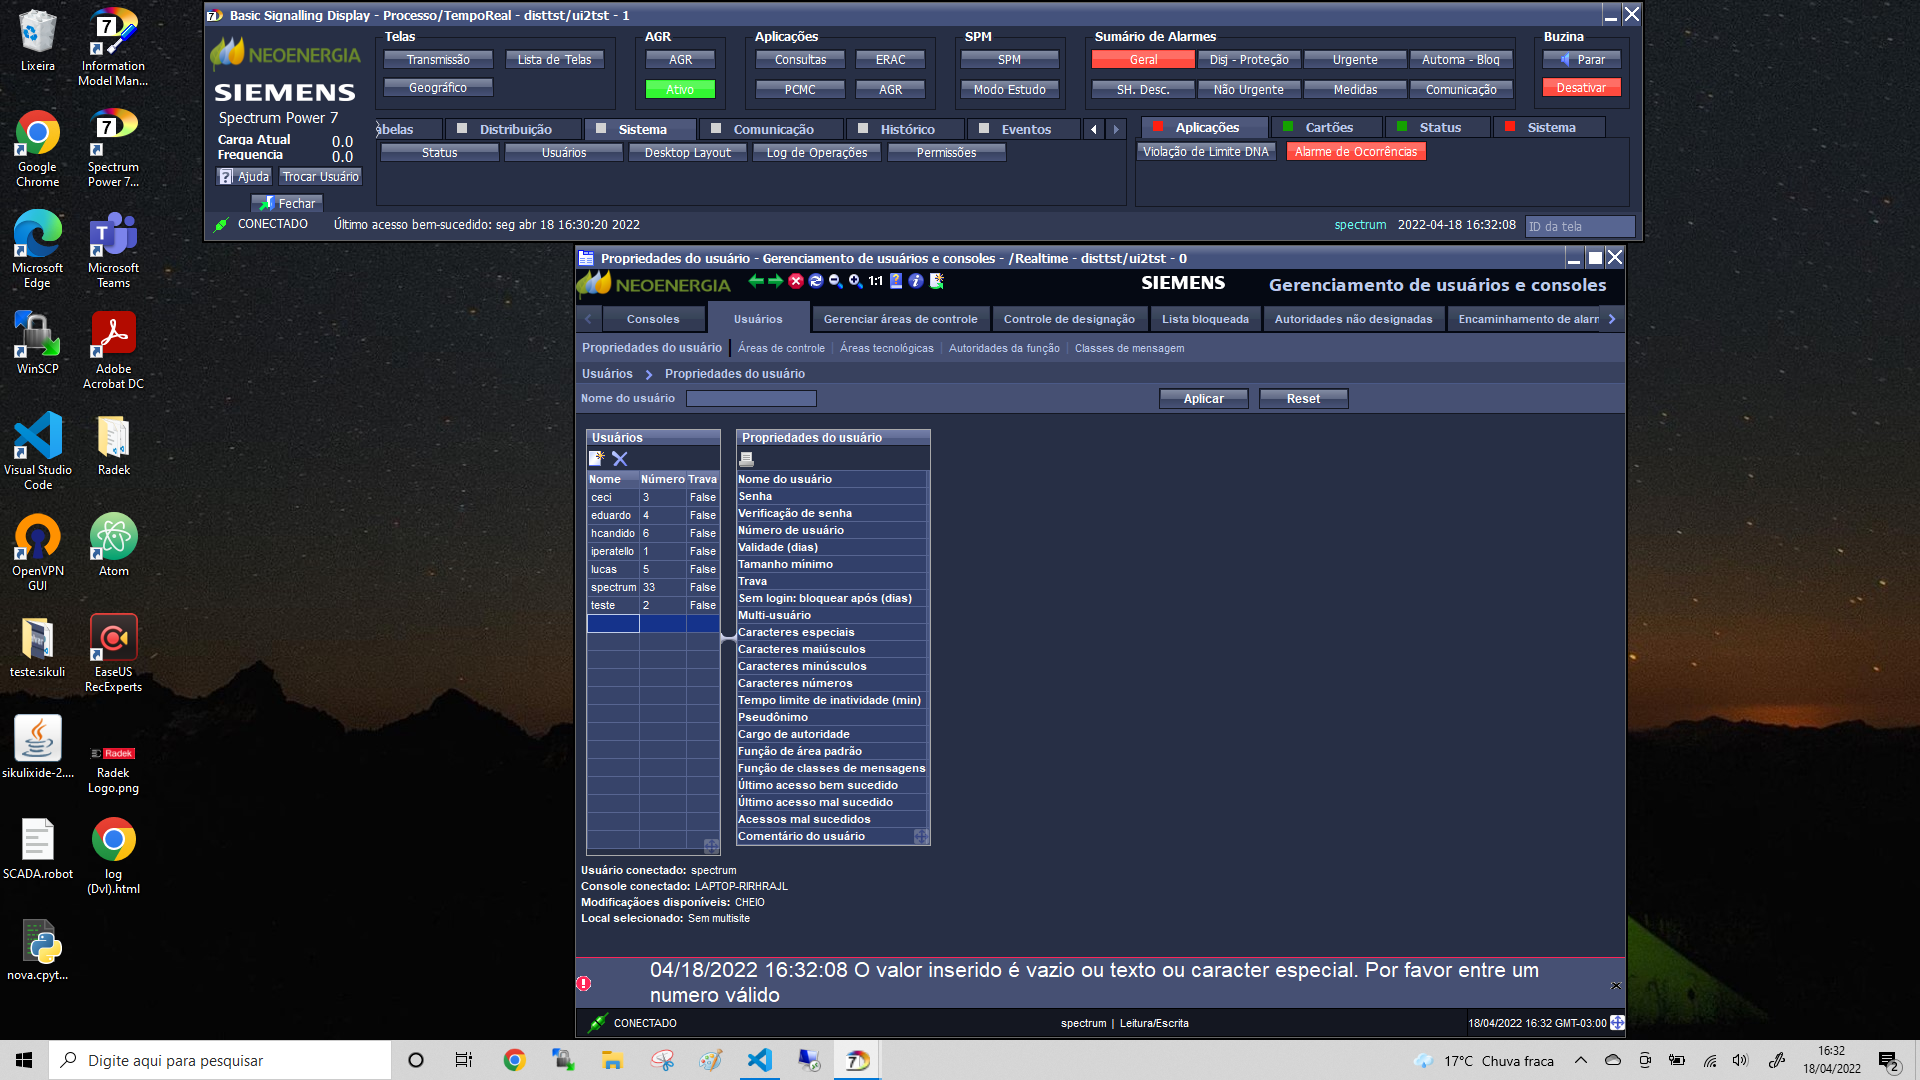 Lixeira
Information
Model Man...
Google
Chrome
Spectrum
Power 7...
Microsoft
Edge
Microsoft
Teams
WinSCP
Adobe
Acrobat DC
Visual Studio
Code
Radek
OpenVPN
GUI
Atom
teste.sikuli
EaseUS
RecExperts
sikulixide-2....
Radek
Radek
Logo.png
SCADA.robot
log
(Dvl).html
nova.cpyt...
Basic Signalling Display - Processo/TempoReal - disttst/ui2tst - 1
NEOENERGIA
SIEMENS
Spectrum Power 7
Carga Atual 0.0
Frequencia 0.0
Ajuda Trocar Usuário
Fechar
Telas
Transmissão Lista de Telas
Geográfico
AGR
AGR
Ativo
Aplicações
Consultas ERAC
PCMC AGR
SPM
SPM
Modo Estudo
Sumário de Alarmes
Geral Disj - Proteção Urgente Automa - Bloq
SH. Desc. Não Urgente Medidas Comunicação
Buzina
Parar
Desativar
abelas Distribuição Sistema Comunicação Histórico Eventos
Status Usuários Desktop Layout Log de Operações Permissões
Aplicações Cartões Status Sistema
Violação de Limite DNA Alarme de Ocorrências
CONECTADO Último acesso bem-sucedido: seg abr 18 16:30:20 2022 spectrum 2022-04-18 16:32:08 ID da tela
Propriedades do usuário - Gerenciamento de usuários e consoles - /Realtime - disttst/ui2tst - 0
NEOENERGIA 1:1 SIEMENS Gerenciamento de usuários e consoles
Consoles Usuários Gerenciar áreas de controle Controle de designação Lista bloqueada Autoridades não designadas Encaminhamento de alarn
Propriedades do usuário Áreas de controle Áreas tecnológicas Autoridades da função Classes de mensagem
Usuários Propriedades do usuário
Nome do usuário Aplicar Reset
Usuários
Nome Número Trava
ceci 3 False
eduardo 4 False
hcandido 6 False
iperatello 1 False
lucas 5 False
spectrum 33 False
teste 2 False
Propriedades do usuário
Nome do usuário
Senha
Verificação de senha
Número de usuário
Validade (dias)
Tamanho mínimo
Trava
Sem login: bloquear após (dias)
Multi-usuário
Caracteres especiais
Caracteres maiúsculos
Caracteres minúsculos
Caracteres números
Tempo limite de inatividade (min)
Pseudônimo
Cargo de autoridade
Função de área padrão
Função de classes de mensagens
Último acesso bem sucedido
Último acesso mal sucedido
Acessos mal sucedidos
Comentário do usuário
Usuário conectado: spectrum
Console conectado: LAPTOP-RIRHRAJL
Modificaçãoes disponíveis: CHEIO
Local selecionado: Sem multisite
04/18/2022 16:32:08 O valor inserido é vazio ou texto ou caracter especial. Por favor entre um
numero válido
CONECTADO spectrum | Leitura/Escrita 18/04/2022 16:32 GMT-03:00
Digite aqui para pesquisar
17°C Chuva fraca
16:32
18/04/2022
2